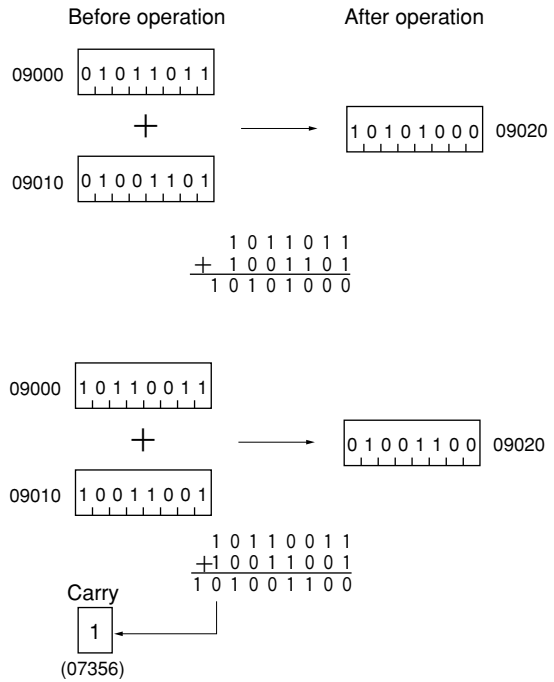 Before operation After operation
09000 0 1 0 1 1 0 1 1
+ 1 0 1 0 1 0 0 0 09020
09010 0 1 0 0 1 1 0 1
1 0 1 1 0 1 1
+ 1 0 0 1 1 0 1
1 0 1 0 1 0 0 0
09000 1 0 1 1 0 0 1 1
+ 0 1 0 0 1 1 0 0 09020
09010 1 0 0 1 1 0 0 1
1 0 1 1 0 0 1 1
+1 0 0 1 1 0 0 1
1 0 1 0 0 1 1 0 0
Carry
1
(07356)